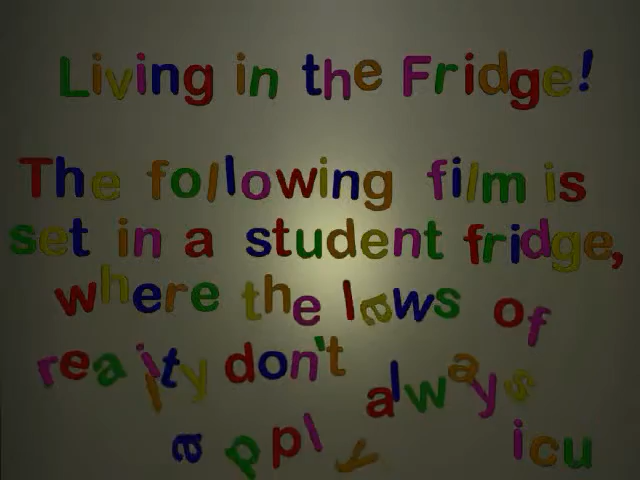 Living in the Fridge!
The following film is
set in a student fridge,
where the laws of
reality don't always
apply
icu